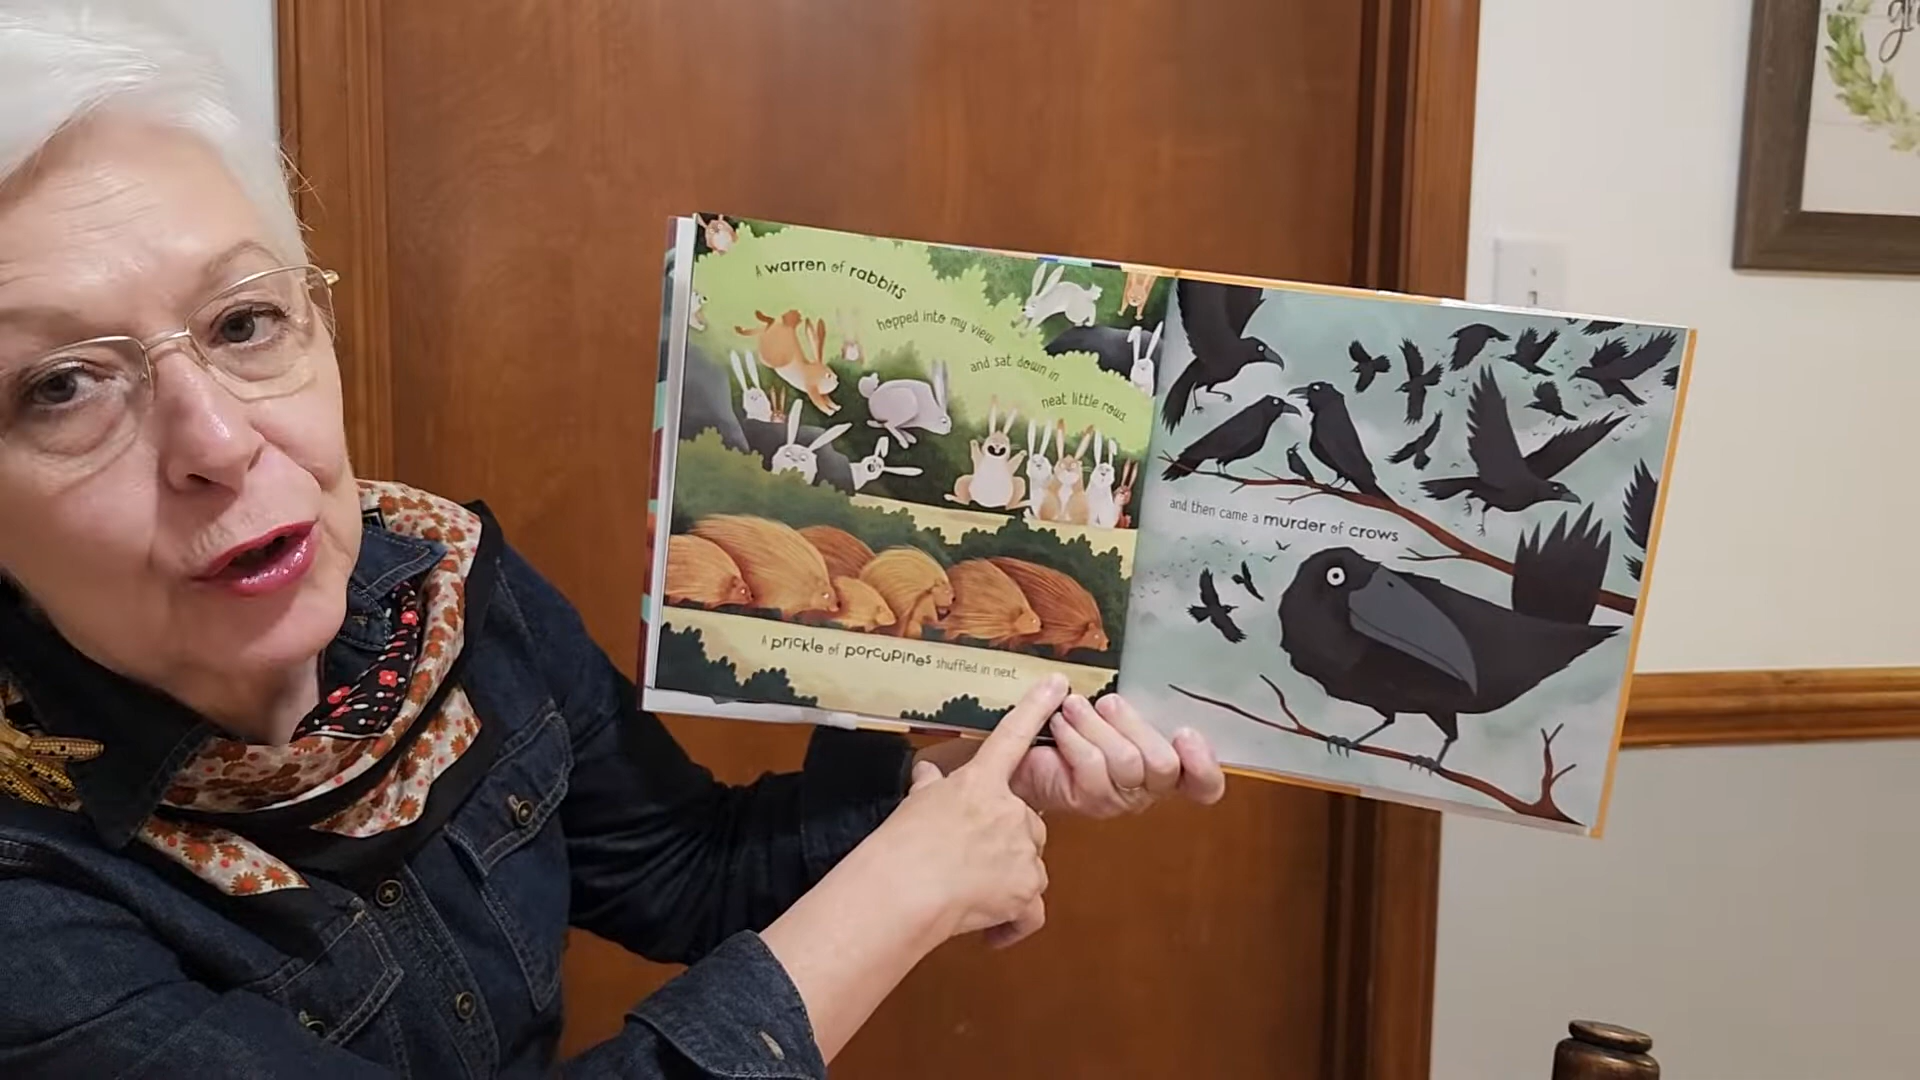 A warren of rabbits
hopped into my view
and sat down in
neat little rows.
A prickle of porcupines shuffled in next.
and then came a murder of crows